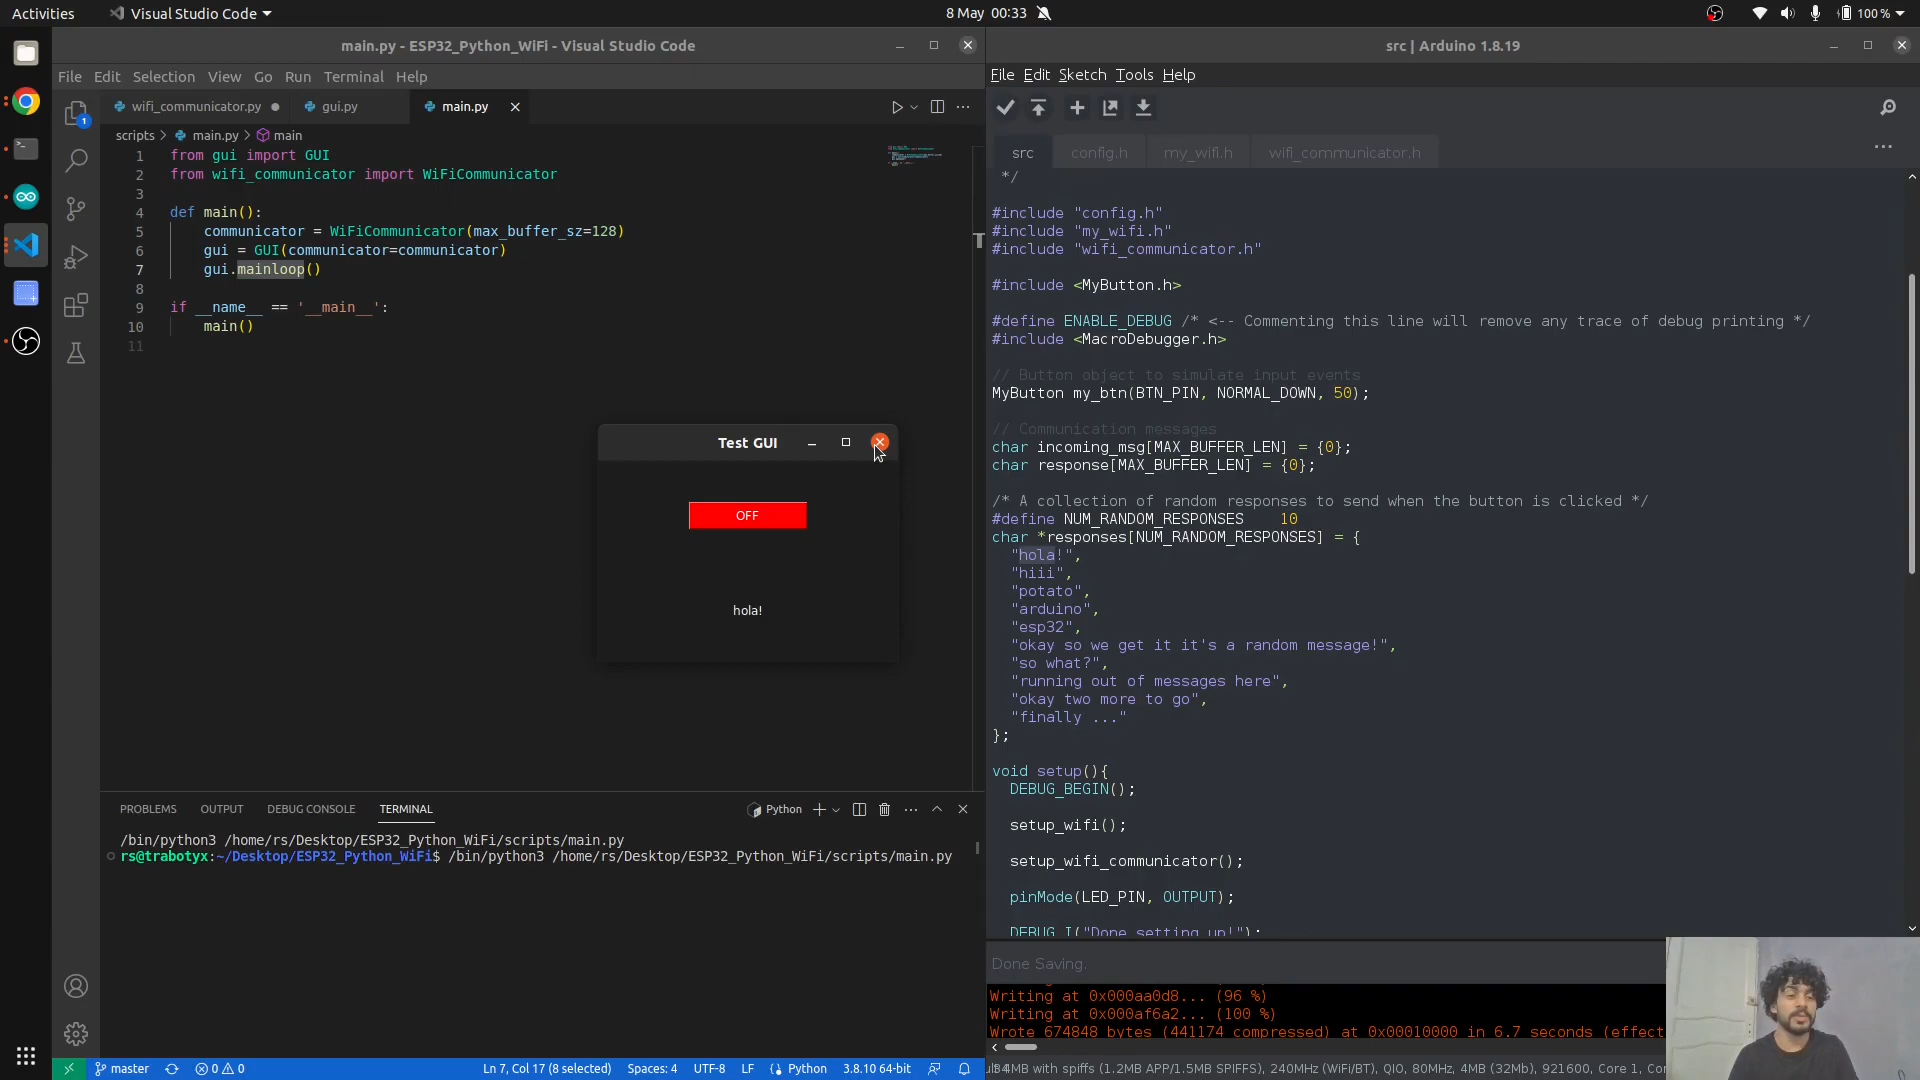 Activities
Visual Studio Code
8 May 00:33
100 %
main.py - ESP32_Python_WiFi - Visual Studio Code
File Edit Selection View Go Run Terminal Help
wifi_communicator.py
gui.py
main.py
scripts > main.py > main
1 from gui import GUI
2 from wifi_communicator import WiFiCommunicator
3
4 def main():
5 communicator = WiFiCommunicator(max_buffer_sz=128)
6 gui = GUI(communicator=communicator)
7 gui.mainloop()
8
9 if __name__ == '__main__':
10 main()
11
1
Test GUI
OFF
hola!
PROBLEMS OUTPUT DEBUG CONSOLE TERMINAL
Python
/bin/python3 /home/rs/Desktop/ESP32_Python_WiFi/scripts/main.py
rs@trabotyx:~/Desktop/ESP32_Python_WiFi$ /bin/python3 /home/rs/Desktop/ESP32_Python_WiFi/scripts/main.py
master
0 0
Ln 7, Col 17 (8 selected) Spaces: 4 UTF-8 LF Python 3.8.10 64-bit
src | Arduino 1.8.19
File Edit Sketch Tools Help
src config.h my_wifi.h wifi_communicator.h
*/
#include "config.h"
#include "my_wifi.h"
#include "wifi_communicator.h"
#include <MyButton.h>
#define ENABLE_DEBUG /* <-- Commenting this line will remove any trace of debug printing */
#include <MacroDebugger.h>
// Button object to simulate input events
MyButton my_btn(BTN_PIN, NORMAL_DOWN, 50);
// Communication messages
char incoming_msg[MAX_BUFFER_LEN] = {0};
char response[MAX_BUFFER_LEN] = {0};
/* A collection of random responses to send when the button is clicked */
#define NUM_RANDOM_RESPONSES 10
char *responses[NUM_RANDOM_RESPONSES] = {
"hola!",
"hiii",
"potato",
"arduino",
"esp32",
"okay so we get it it's a random message!",
"so what?",
"running out of messages here",
"okay two more to go",
"finally ..."
};
void setup(){
DEBUG_BEGIN();
setup_wifi();
setup_wifi_communicator();
pinMode(LED_PIN, OUTPUT);
DEBUG_I("Done setting up!");
Done Saving.
Writing at 0x000aa0d8... (96 %)
Writing at 0x000af6a2... (100 %)
Wrote 674848 bytes (441174 compressed) at 0x00010000 in 6.7 seconds (effect
4MB with spiffs (1.2MB APP/1.5MB SPIFFS), 240MHz (WiFi/BT), QIO, 80MHz, 4MB (32Mb), 921600, Core 1, Cor